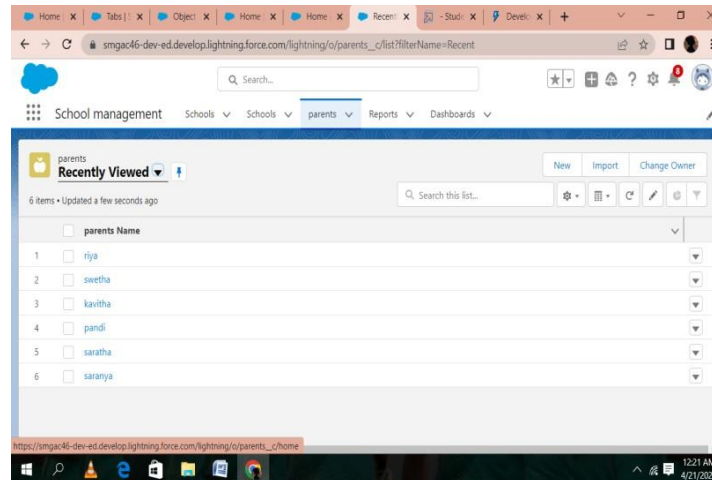 Home
Tabs | S
Object
Home
Home
Recent
- Stude
Develo
smgac46-dev-ed.develop.lightning.force.com/lightning/o/parents__c/list?filterName=Recent
Search...
8
School management
Schools
Schools
parents
Reports
Dashboards
parents
Recently Viewed
New
Import
Change Owner
6 items • Updated a few seconds ago
Search this list...
parents Name
1 riya
2 swetha
3 kavitha
4 pandi
5 saratha
6 saranya
https://smgac46-dev-ed.develop.lightning.force.com/lightning/o/parents__c/home
12:21 AM
4/21/202